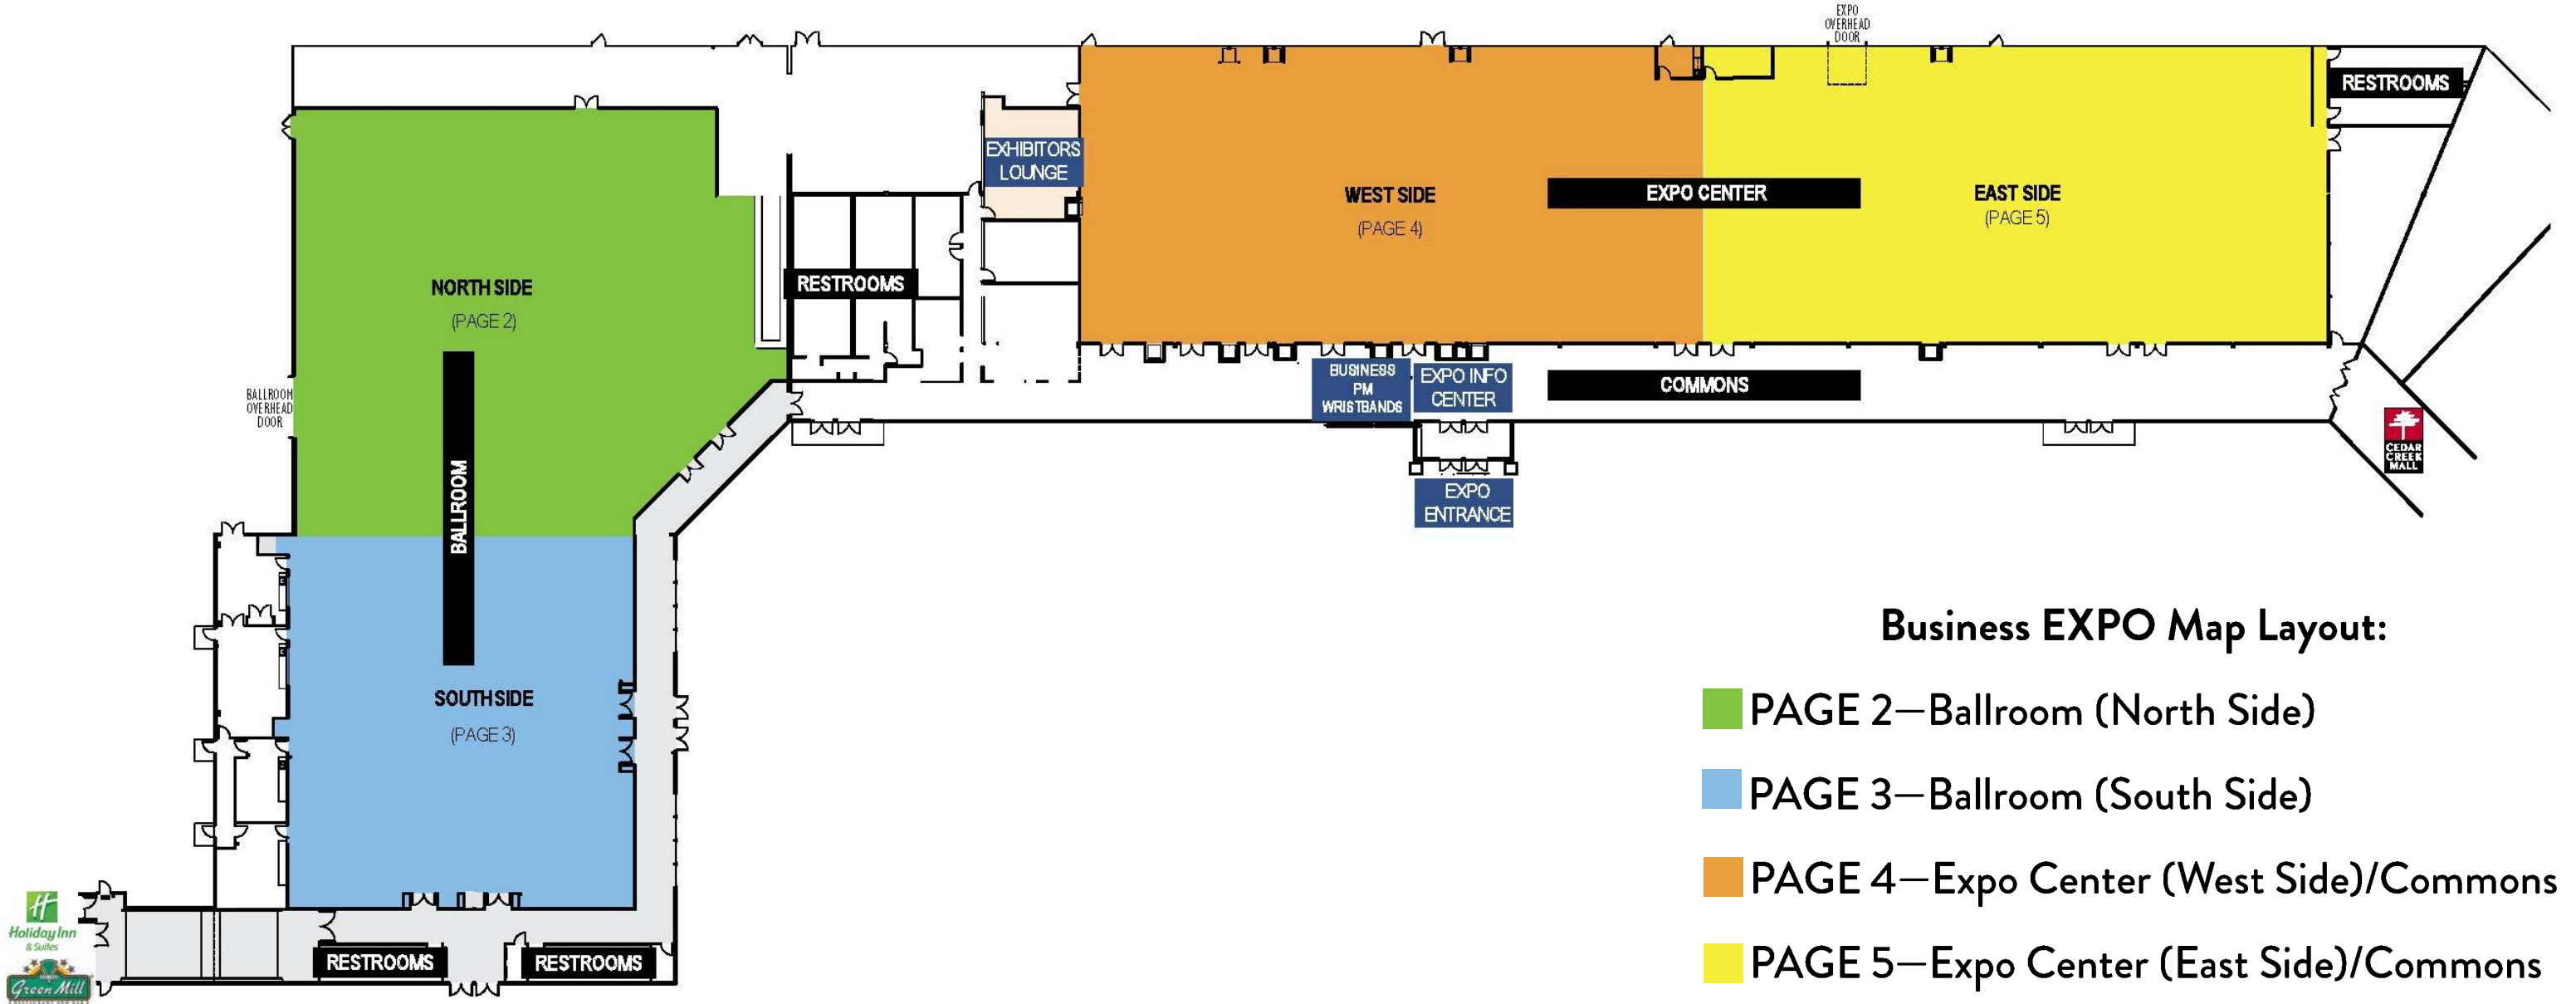 EXPO
OVERHEAD
DOOR
RESTROOMS
EXHIBITORS
LOUNGE
WEST SIDE
(PAGE 4)
EXPO CENTER
EAST SIDE
(PAGE 5)
NORTH SIDE
(PAGE 2)
RESTROOMS
BALLROOM
OVERHEAD
DOOR
BALLROOM
BUSINESS
PM
WRISTBANDS
EXPO INFO
CENTER
COMMONS
EXPO
ENTRANCE
CEDAR
CREEK
MALL
SOUTH SIDE
(PAGE 3)
Business EXPO Map Layout:
PAGE 2—Ballroom (North Side)
PAGE 3—Ballroom (South Side)
PAGE 4—Expo Center (West Side)/Commons
PAGE 5—Expo Center (East Side)/Commons
H
Holiday Inn
& Suites
Green Mill
RESTROOMS
RESTROOMS